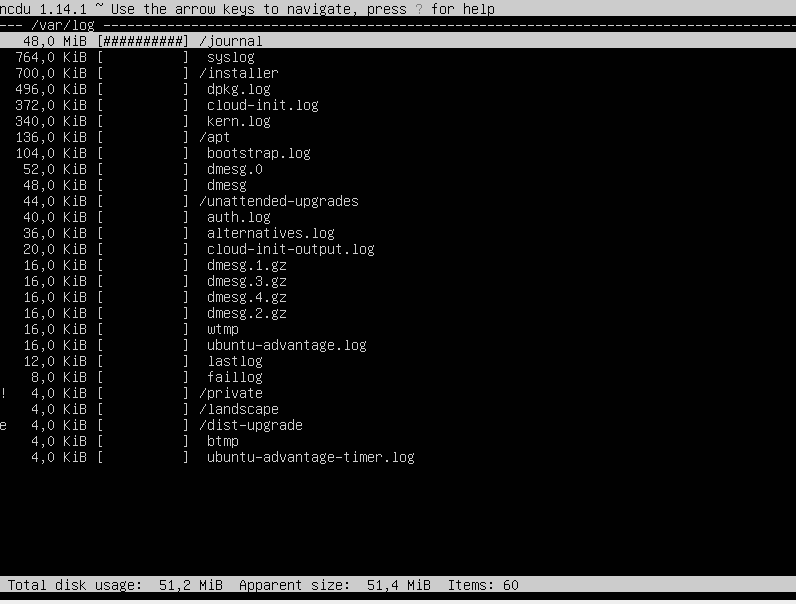 ncdu 1.14.1 ~ Use the arrow keys to navigate, press ? for help
--- /var/log ---------------------------------------------------------------------------------------
48,0 MiB [##########] /journal
764,0 KiB [          ]  syslog
700,0 KiB [          ] /installer
496,0 KiB [          ]  dpkg.log
372,0 KiB [          ]  cloud-init.log
340,0 KiB [          ]  kern.log
136,0 KiB [          ] /apt
104,0 KiB [          ]  bootstrap.log
52,0 KiB [          ]  dmesg.0
48,0 KiB [          ]  dmesg
44,0 KiB [          ] /unattended-upgrades
40,0 KiB [          ]  auth.log
36,0 KiB [          ]  alternatives.log
20,0 KiB [          ]  cloud-init-output.log
16,0 KiB [          ]  dmesg.1.gz
16,0 KiB [          ]  dmesg.3.gz
16,0 KiB [          ]  dmesg.4.gz
16,0 KiB [          ]  dmesg.2.gz
16,0 KiB [          ]  wtmp
16,0 KiB [          ]  ubuntu-advantage.log
12,0 KiB [          ]  lastlog
8,0 KiB [          ]  faillog
! 4,0 KiB [          ] /private
4,0 KiB [          ] /landscape
e 4,0 KiB [          ] /dist-upgrade
4,0 KiB [          ]  btmp
4,0 KiB [          ]  ubuntu-advantage-timer.log
Total disk usage:  51,2 MiB  Apparent size:  51,4 MiB  Items: 60